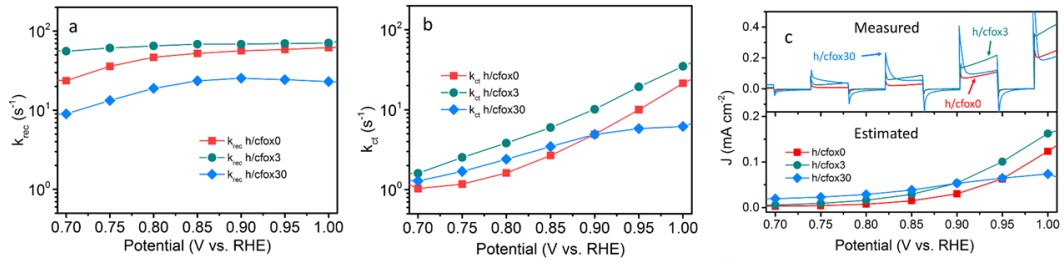 a
k_rec (s⁻¹)
10²
10¹
10⁰
k_rec h/cfox0
k_rec h/cfox3
k_rec h/cfox30
0.70 0.75 0.80 0.85 0.90 0.95 1.00
Potential (V vs. RHE)
b
k_ct (s⁻¹)
10²
10¹
10⁰
k_ct h/cfox0
k_ct h/cfox3
k_ct h/cfox30
0.70 0.75 0.80 0.85 0.90 0.95 1.00
Potential (V vs. RHE)
c
Measured
J (mA cm⁻²)
0.4
0.2
0.0
h/cfox30
h/cfox3
h/cfox0
Estimated
0.2
0.1
0.0
h/cfox0
h/cfox3
h/cfox30
0.70 0.75 0.80 0.85 0.90 0.95 1.00
Potential (V vs. RHE)